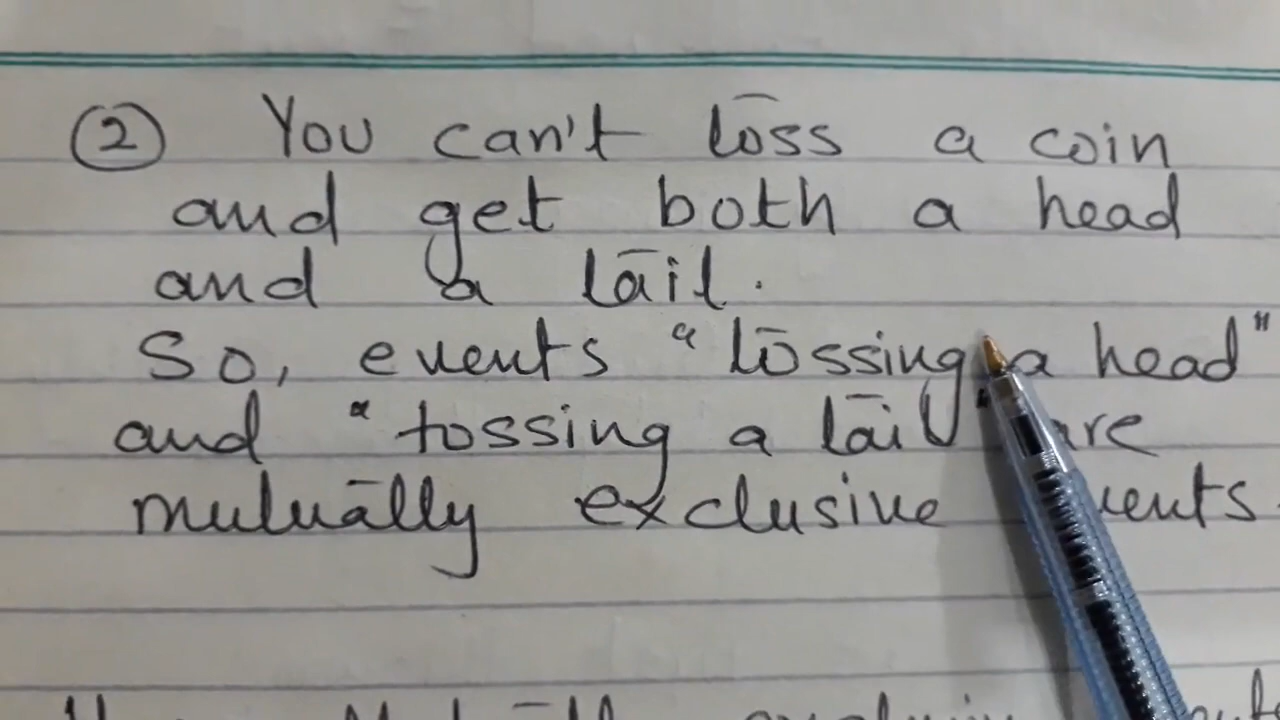 ② You can't toss a coin
and get both a head
and a tail.
So, events "tossing a head"
and "tossing a tail" are
mutually exclusive